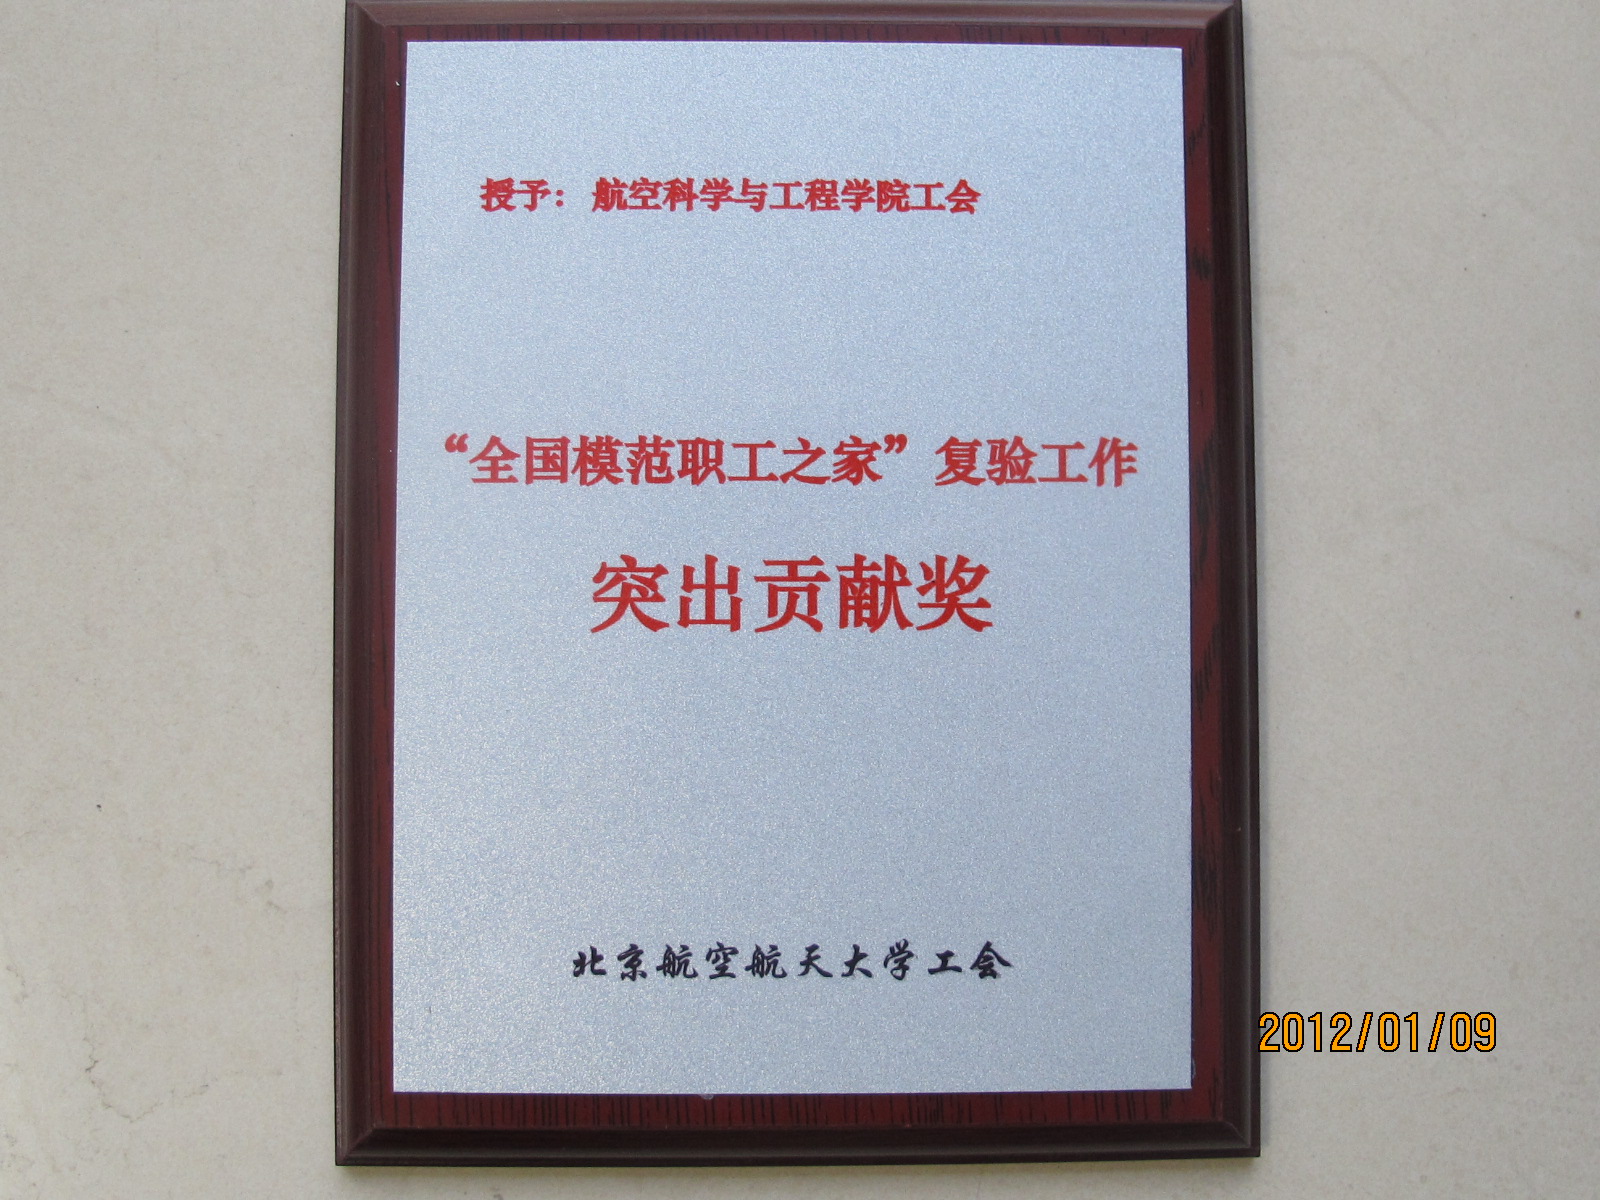 授予：航空科学与工程学院工会
“全国模范职工之家”复验工作
突出贡献奖
北京航空航天大学工会
2012/01/09